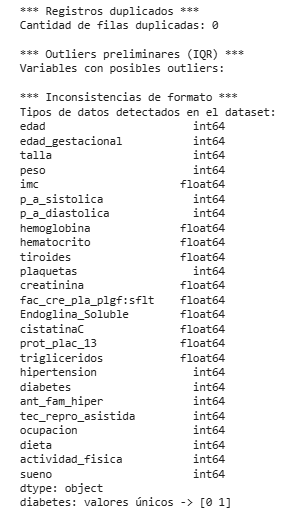 *** Registros duplicados ***
Cantidad de filas duplicadas: 0
*** Outliers preliminares (IQR) ***
Variables con posibles outliers:
*** Inconsistencias de formato ***
Tipos de datos detectados en el dataset:
edad int64
edad_gestacional int64
talla int64
peso int64
imc float64
p_a_sistolica int64
p_a_diastolica int64
hemoglobina float64
hematocrito float64
tiroides float64
plaquetas int64
creatinina float64
fac_cre_pla_plgf:sflt float64
Endoglina_Soluble float64
cistatinaC float64
prot_plac_13 float64
trigliceridos float64
hipertension int64
diabetes int64
ant_fam_hiper int64
tec_repro_asistida int64
ocupacion int64
dieta int64
actividad_fisica int64
sueno int64
dtype: object
diabetes: valores únicos -> [0 1]